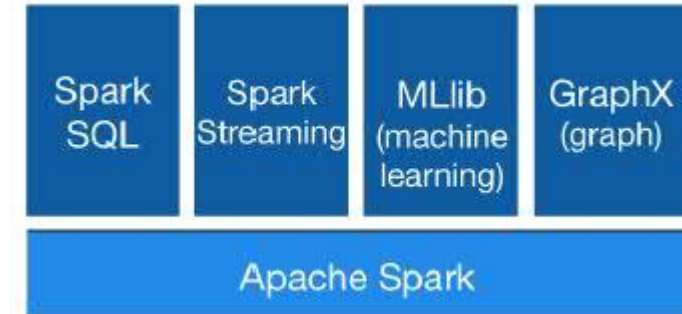 Spark
SQL
Spark
Streaming
MLlib
(machine
learning)
GraphX
(graph)
Apache Spark